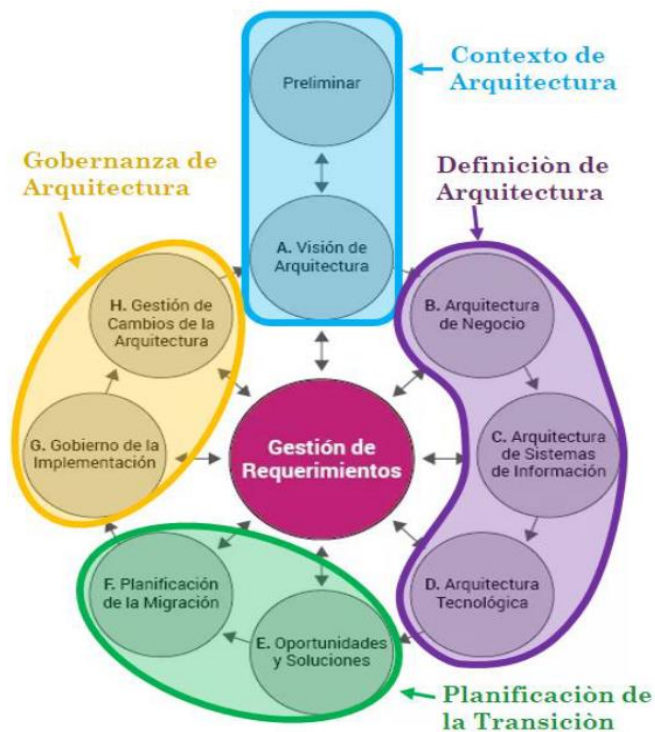 Preliminar
Contexto de
Arquitectura
Gobernanza de
Arquitectura
Definiciòn de
Arquitectura
A. Visión de
Arquitectura
H. Gestión de
Cambios de la
Arquitectura
B. Arquitectura
de Negocio
G. Gobierno de la
Implementación
Gestión de
Requerimientos
C. Arquitectura
de Sistemas
de Información
F. Planificación
de la Migración
D. Arquitectura
Tecnológica
E. Oportunidades
y Soluciones
Planificaciòn de
la Transiciòn